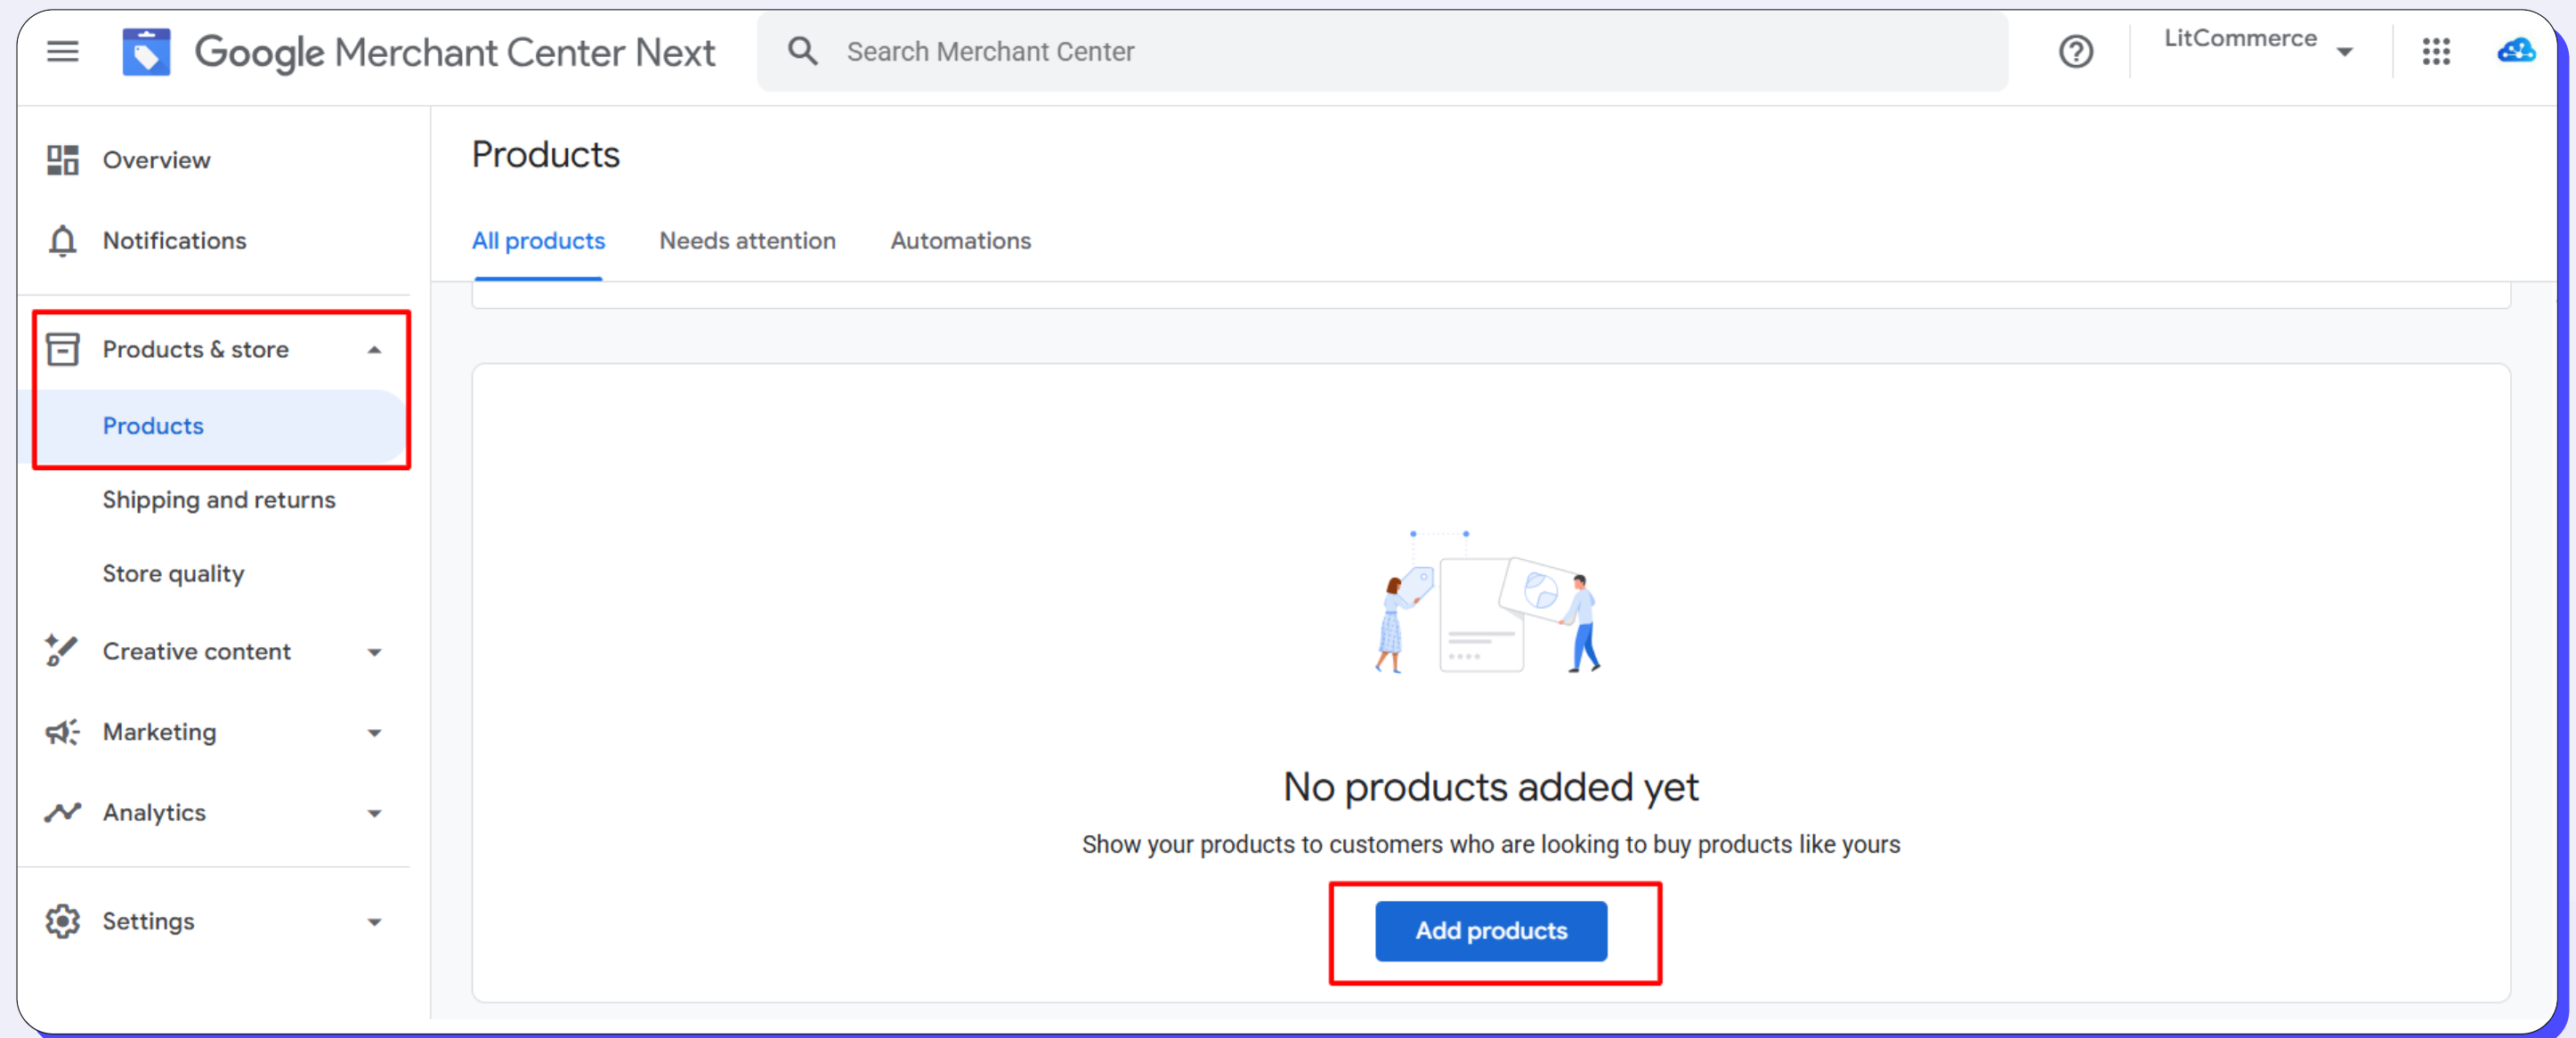 Google Merchant Center Next
Search Merchant Center
LitCommerce
Overview
Notifications
Products & store
Products
Shipping and returns
Store quality
Creative content
Marketing
Analytics
Settings
Products
All products Needs attention Automations
No products added yet
Show your products to customers who are looking to buy products like yours
Add products